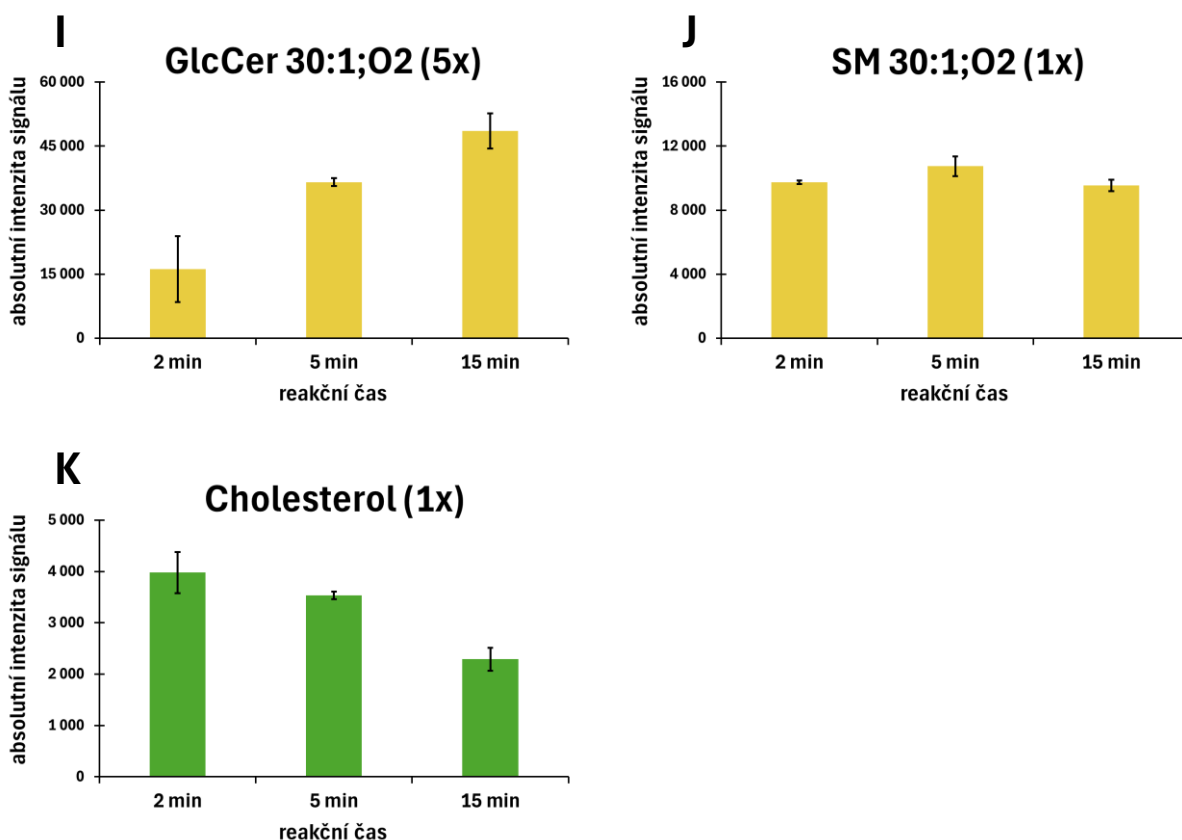 I
GlcCer 30:1;O2 (5x)
absolutní intenzita signálu
60 000
45 000
30 000
15 000
0
2 min 5 min 15 min
reakční čas
J
SM 30:1;O2 (1x)
absolutní intenzita signálu
16 000
12 000
8 000
4 000
0
2 min 5 min 15 min
reakční čas
K
Cholesterol (1x)
absolutní intenzita signálu
5 000
4 000
3 000
2 000
1 000
0
2 min 5 min 15 min
reakční čas